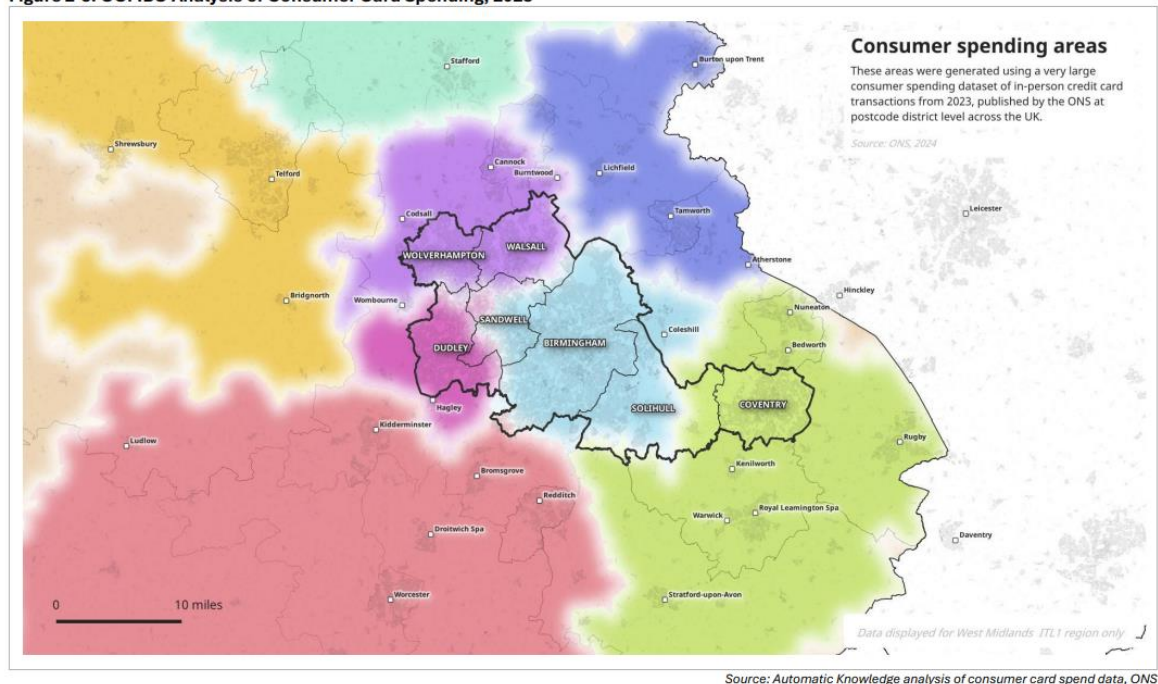 Consumer spending areas
These areas were generated using a very large
consumer spending dataset of in-person credit card
transactions from 2023, published by the ONS at
postcode district level across the UK.
Source: ONS, 2024
Burton upon Trent
Stafford
Shrewsbury
Telford
Cannock
Burntwood
Lichfield
Tamworth
Leicester
Codsall
WOLVERHAMPTON
WALSALL
Atherstone
Hinckley
Bridgnorth
Wombourne
Nuneaton
SANDWELL
Coleshill
BIRMINGHAM
DUDLEY
Bedworth
Hagley
SOLIHULL
COVENTRY
Kidderminster
Ludlow
Rugby
Bromsgrove
Kenilworth
Redditch
Warwick
Royal Leamington Spa
Droitwich Spa
Daventry
Worcester
Stratford-upon-Avon
0 10 miles
Data displayed for West Midlands ITL1 region only
Source: Automatic Knowledge analysis of consumer card spend data, ONS